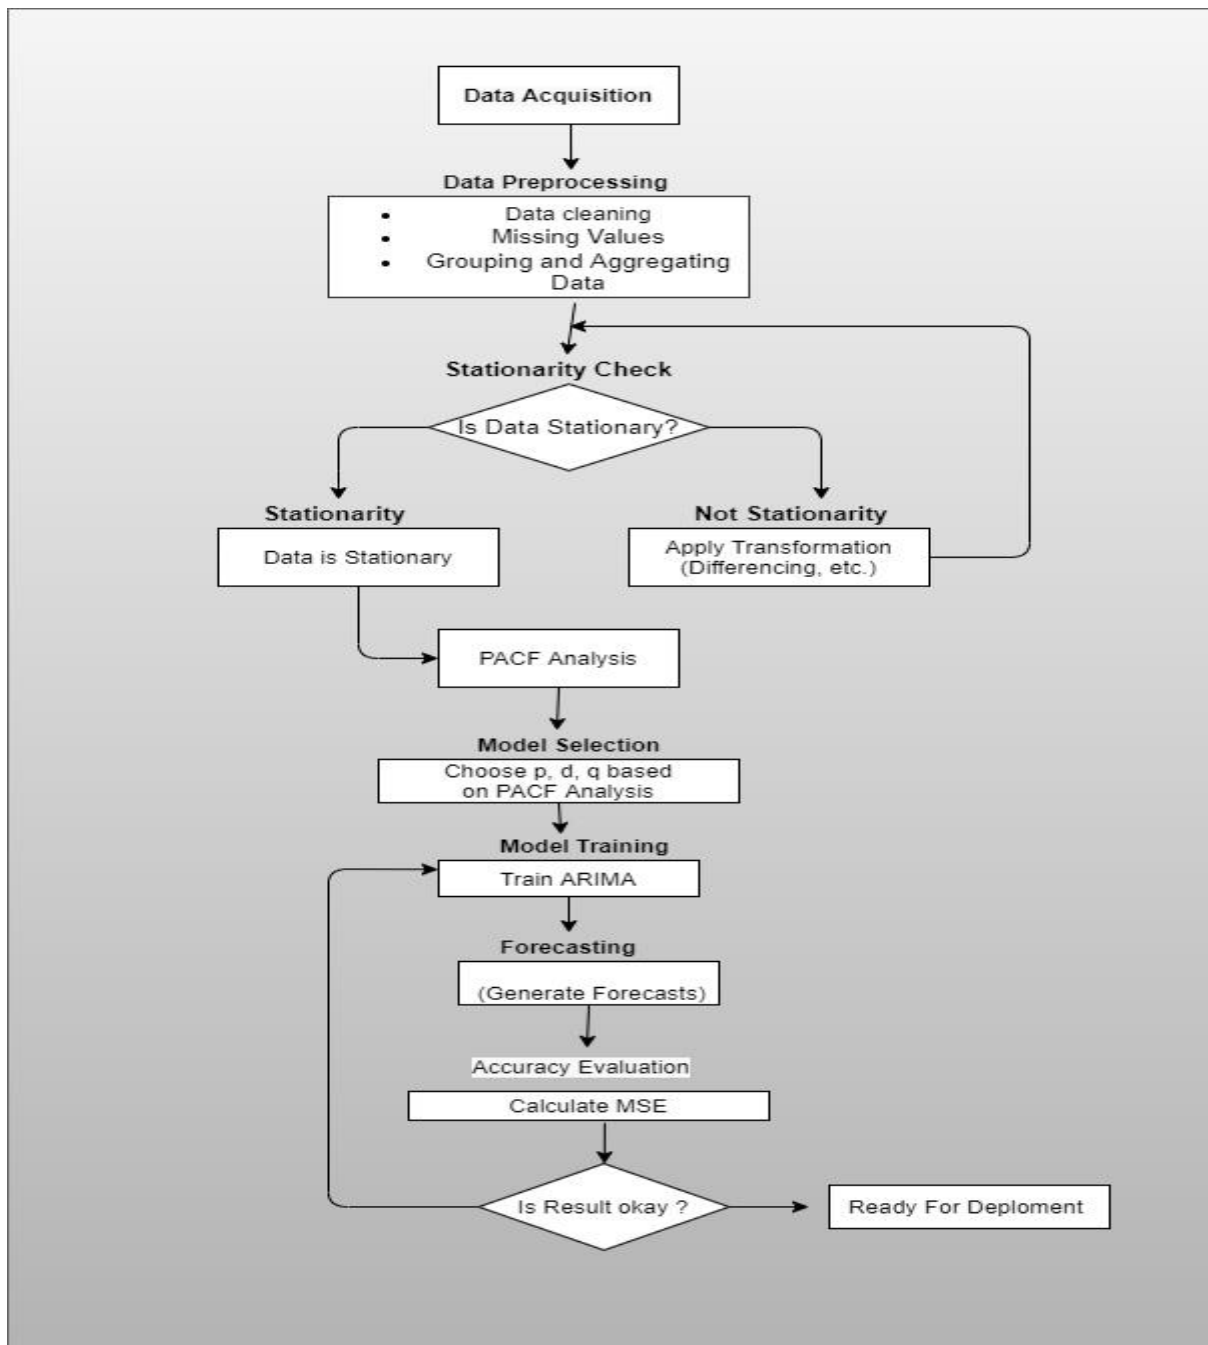 Data Acquisition
Data Preprocessing
• Data cleaning
• Missing Values
• Grouping and Aggregating
Data
Stationarity Check
Is Data Stationary?
Stationarity
Data is Stationary
Not Stationarity
Apply Transformation
(Differencing, etc.)
PACF Analysis
Model Selection
Choose p, d, q based
on PACF Analysis
Model Training
Train ARIMA
Forecasting
(Generate Forecasts)
Accuracy Evaluation
Calculate MSE
Is Result okay ?
Ready For Deploment